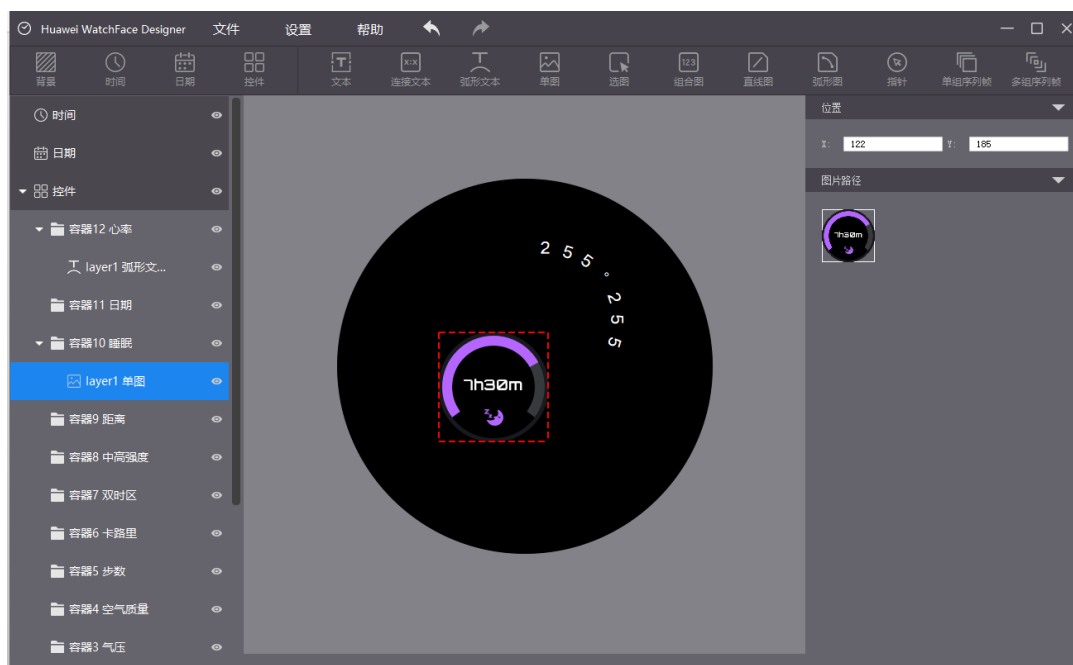 Huawei WatchFace Designer 文件 设置 帮助
背景 时间 日期 控件 文本 连接文本 弧形文本 单图 选图 组合图 直线图 弧形图 指针 单组序列帧 多组序列帧
时间
日期
控件
容器12 心率
layer1 弧形文...
容器11 日期
容器10 睡眠
layer1 单图
容器9 距离
容器8 中高强度
容器7 双时区
容器6 卡路里
容器5 步数
容器4 空气质量
容器3 气压
255。255
7h30m
位置
X: 122 Y: 185
图片路径
7h30m